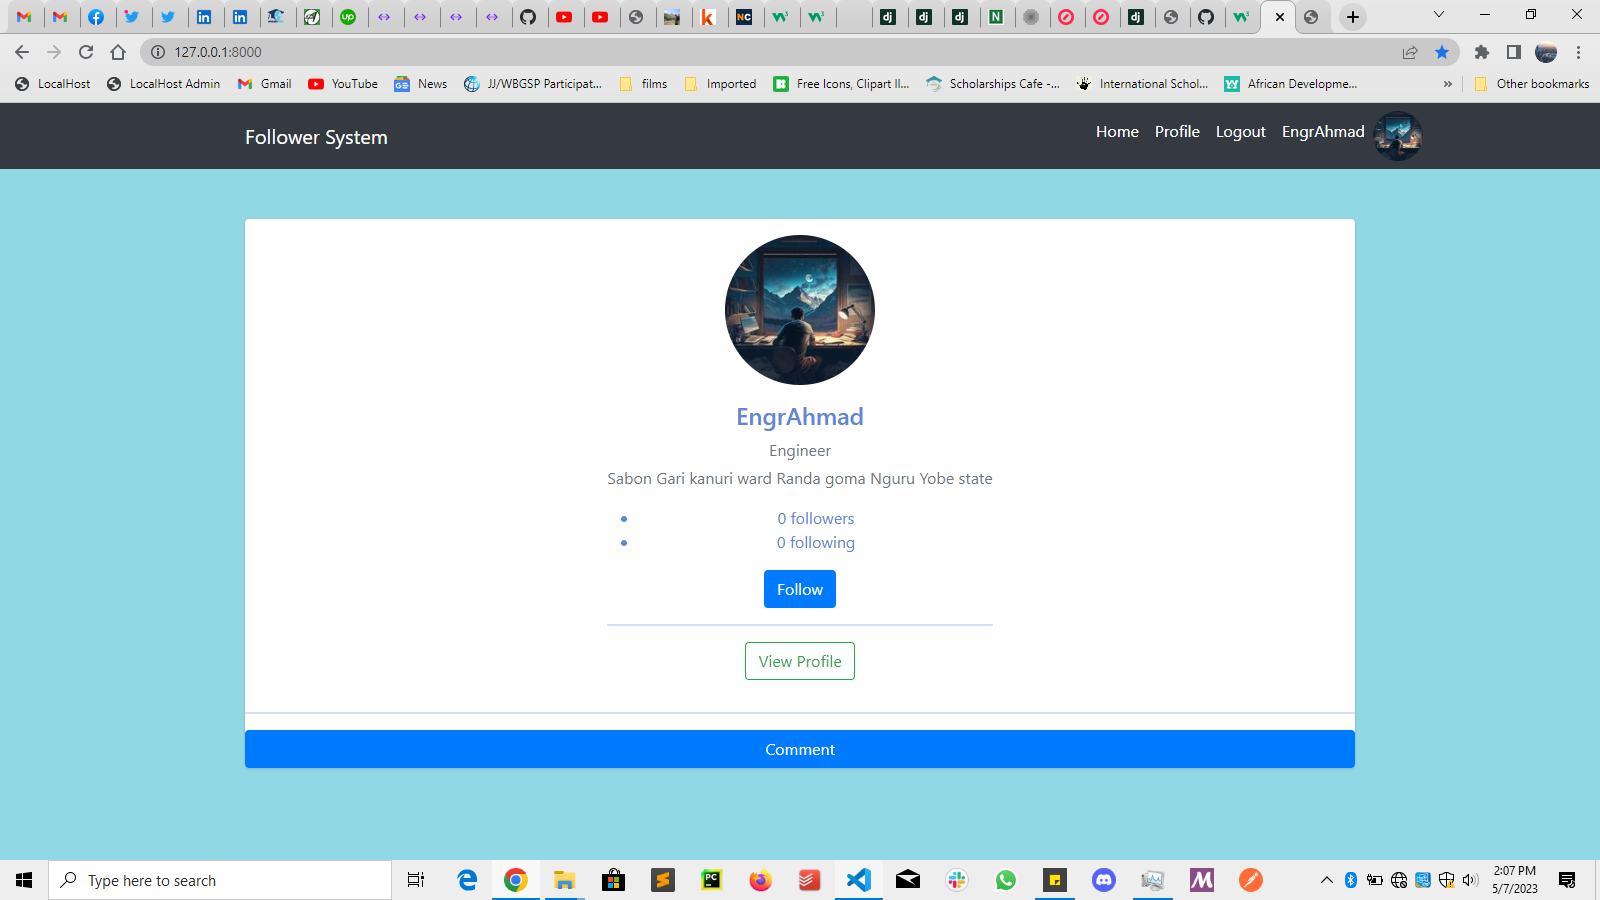 127.0.0.1:8000
LocalHost LocalHost Admin Gmail YouTube News JJ/WBGSP Participat... films Imported Free Icons, Clipart Il... Scholarships Cafe -... International Schol... African Developme... » Other bookmarks
Follower System Home Profile Logout EngrAhmad
EngrAhmad
Engineer
Sabon Gari kanuri ward Randa goma Nguru Yobe state
0 followers
0 following
Follow
View Profile
Comment
Type here to search
2:07 PM
5/7/2023